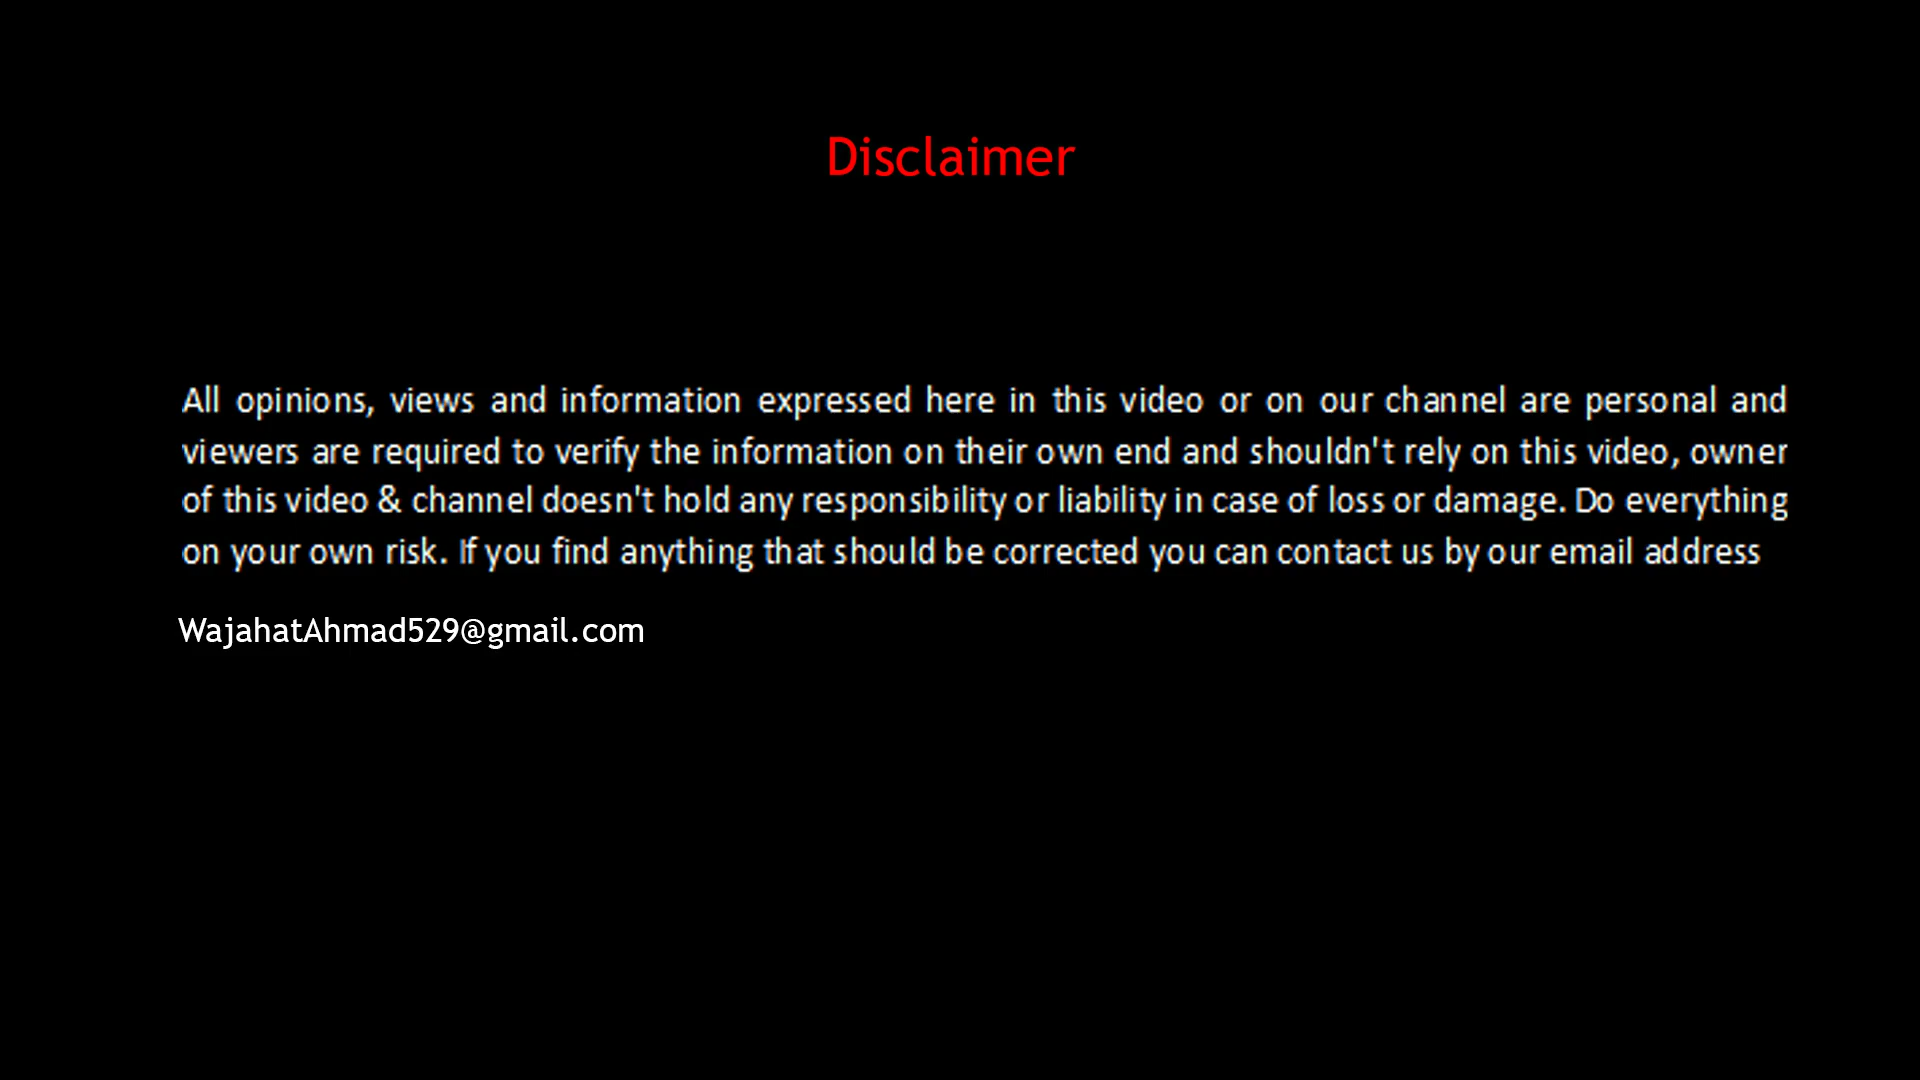 Disclaimer
All opinions, views and information expressed here in this video or on our channel are personal and
viewers are required to verify the information on their own end and shouldn't rely on this video, owner
of this video & channel doesn't hold any responsibility or liability in case of loss or damage. Do everything
on your own risk. If you find anything that should be corrected you can contact us by our email address
WajahatAhmad529@gmail.com